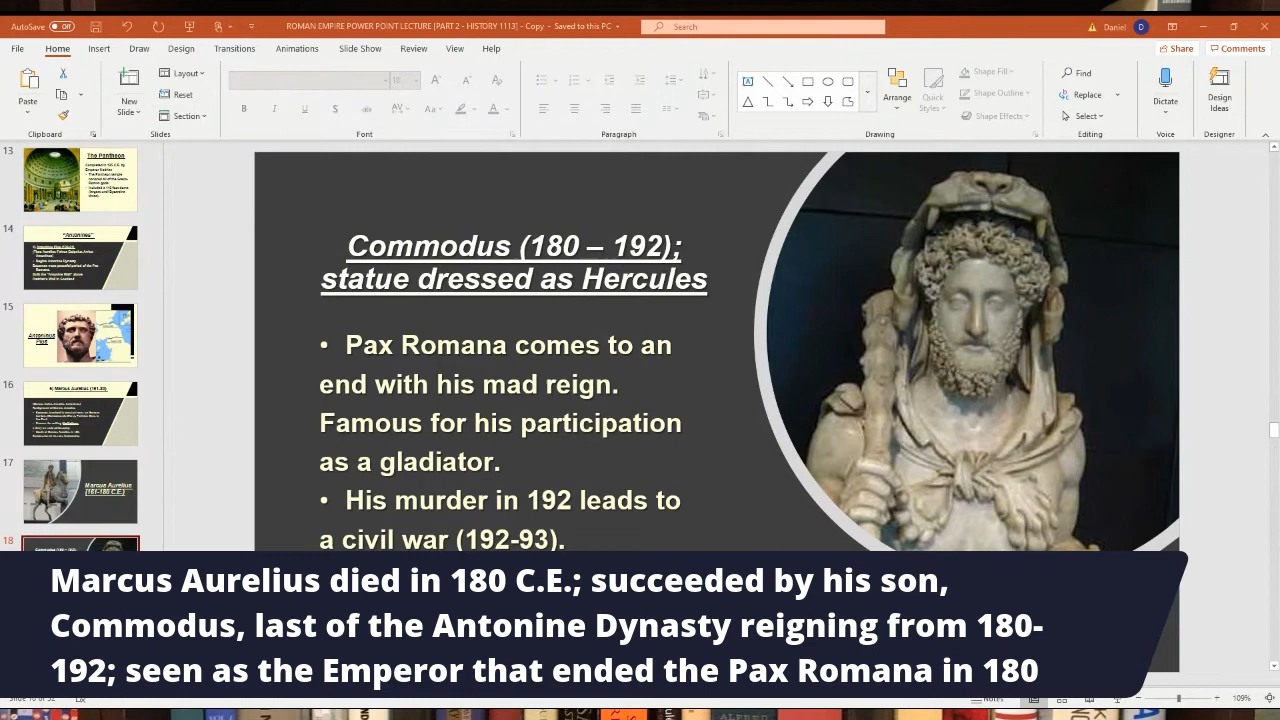 AutoSave Off
ROMAN EMPIRE POWER POINT LECTURE [PART 2 - HISTORY 1113] - Copy - Saved to this PC
Search
Daniel D
File Home Insert Draw Design Transitions Animations Slide Show Review View Help
Share Comments
Paste
Clipboard
New Slide
Layout
Reset
Section
Slides
Font
Paragraph
Arrange
Quick Styles
Shape Fill
Shape Outline
Shape Effects
Drawing
Find
Replace
Select
Editing
Dictate
Voice
Design Ideas
Designer
13
The Pantheon
14
"Antonines"
15
Antoninus
Pius
16
17
Marcus Aurelius
(161-180 C.E.)
18
Commodus (180 – 192);
statue dressed as Hercules
• Pax Romana comes to an
end with his mad reign.
Famous for his participation
as a gladiator.
• His murder in 192 leads to
a civil war (192-93).
Marcus Aurelius died in 180 C.E.; succeeded by his son,
Commodus, last of the Antonine Dynasty reigning from 180-
192; seen as the Emperor that ended the Pax Romana in 180
Notes
109%